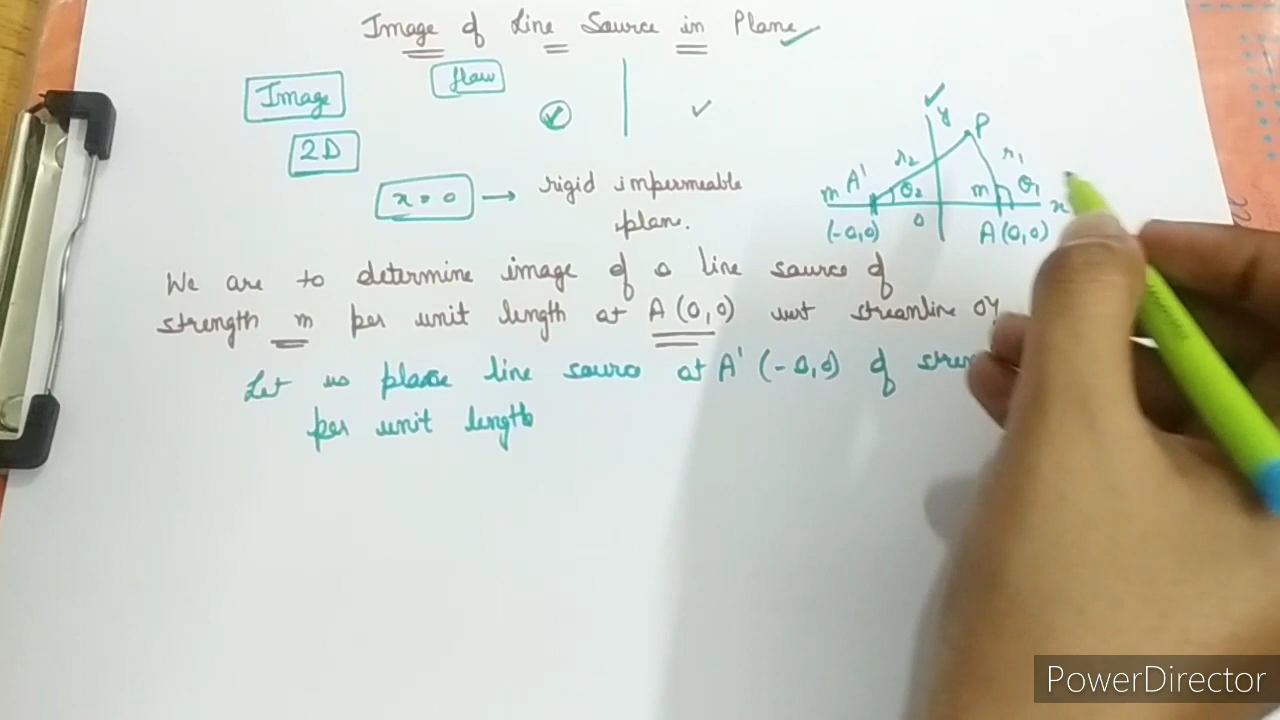 Image of Line Source in Plane
Image
flow
2D
x = 0 → rigid impermeable
plane.
y
P
r2
r1
m A'
θ2
m
θ1
x
(-a,0)
0
A (a,0)
We are to determine image of a line source of
strength m per unit length at A (a,0) wrt streamline OY
Let us place line source at A' (-a,0) of
per unit length
PowerDirector